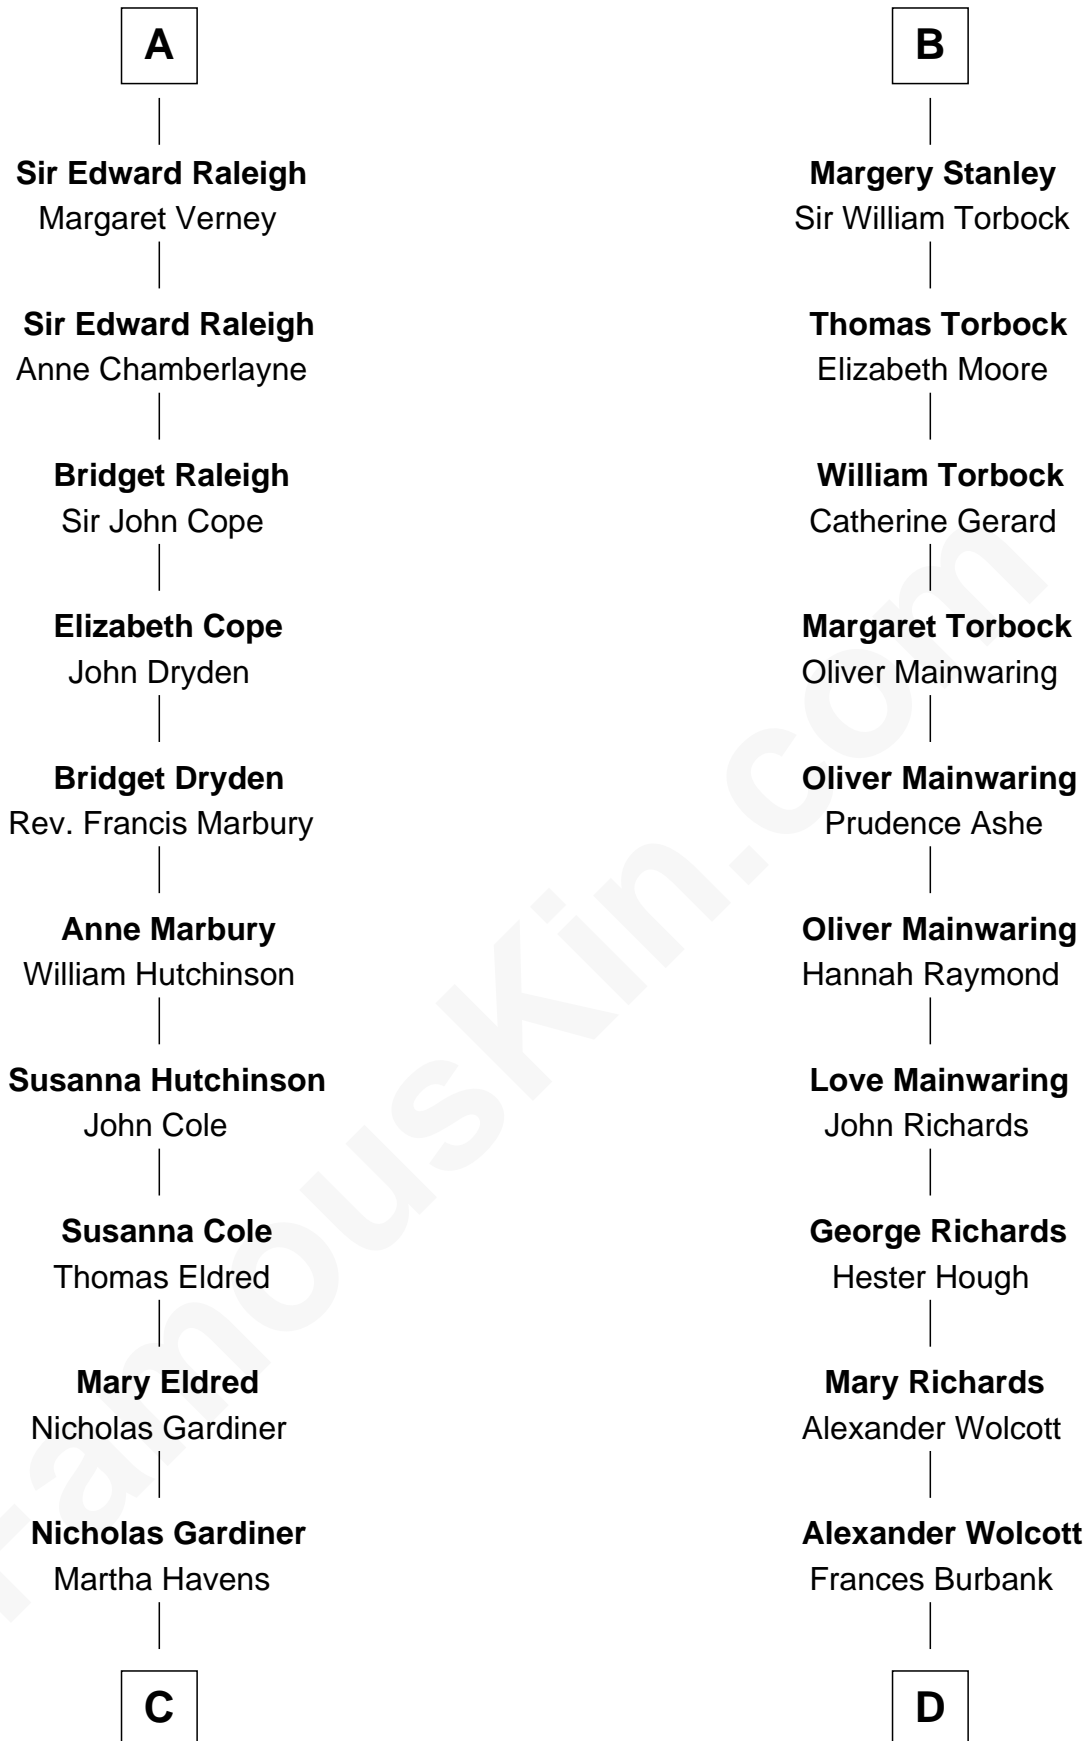 A
Sir Edward Raleigh
Margaret Verney
Sir Edward Raleigh
Anne Chamberlayne
Bridget Raleigh
Sir John Cope
Elizabeth Cope
John Dryden
Bridget Dryden
Rev. Francis Marbury
Anne Marbury
William Hutchinson
Susanna Hutchinson
John Cole
Susanna Cole
Thomas Eldred
Mary Eldred
Nicholas Gardiner
Nicholas Gardiner
Martha Havens
C
B
Margery Stanley
Sir William Torbock
Thomas Torbock
Elizabeth Moore
William Torbock
Catherine Gerard
Margaret Torbock
Oliver Mainwaring
Oliver Mainwaring
Prudence Ashe
Oliver Mainwaring
Hannah Raymond
Love Mainwaring
John Richards
George Richards
Hester Hough
Mary Richards
Alexander Wolcott
Alexander Wolcott
Frances Burbank
D
FamousKin.com